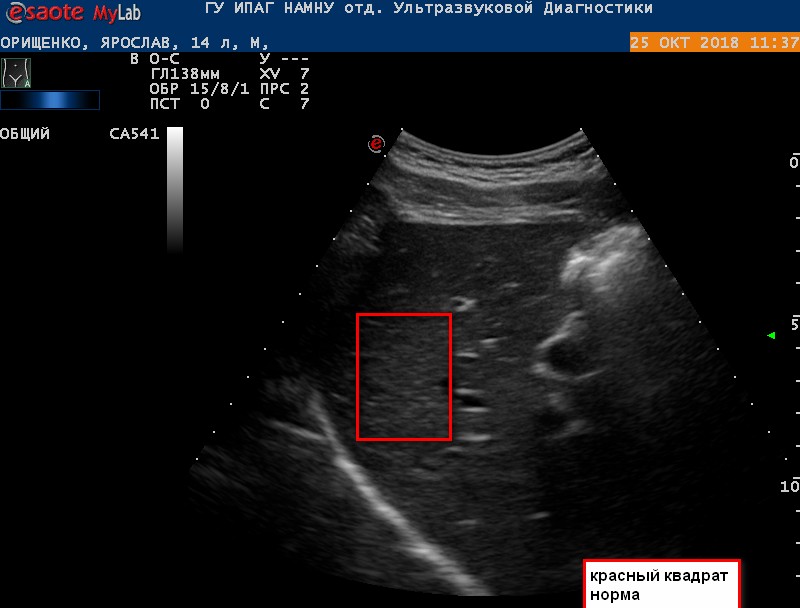 esaote MyLab
ГУ ИПАГ НАМНУ отд. Ультразвуковой Диагностики
ОРИЩЕНКО, ЯРОСЛАВ, 14 л, М,
25 ОКТ 2018 11:37
В О-С У ---
ГЛ138мм XV 7
ОБР 15/8/1 ПРС 2
ПСТ 0 С 7
A
ОБЩИЙ CA541
e
0
5
10
красный квадрат
норма